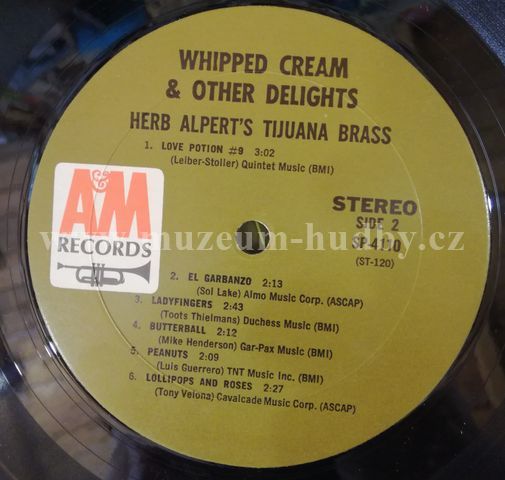 WHIPPED CREAM
& OTHER DELIGHTS
HERB ALPERT'S TIJUANA BRASS
1. LOVE POTION #9 3:02
(Leiber-Stoller) Quintet Music (BMI)
A&M
RECORDS
STEREO
SIDE 2
SP-4110
(ST-120)
www.muzeum-hudby.cz
2. EL GARBANZO 2:13
(Sol Lake) Almo Music Corp. (ASCAP)
3. LADYFINGERS 2:43
(Toots Thielmans) Duchess Music (BMI)
4. BUTTERBALL 2:12
(Mike Henderson) Gar-Pax Music (BMI)
5. PEANUTS 2:09
(Luis Guerrero) TNT Music Inc. (BMI)
6. LOLLIPOPS AND ROSES 2:27
(Tony Velona) Cavalcade Music Corp. (ASCAP)